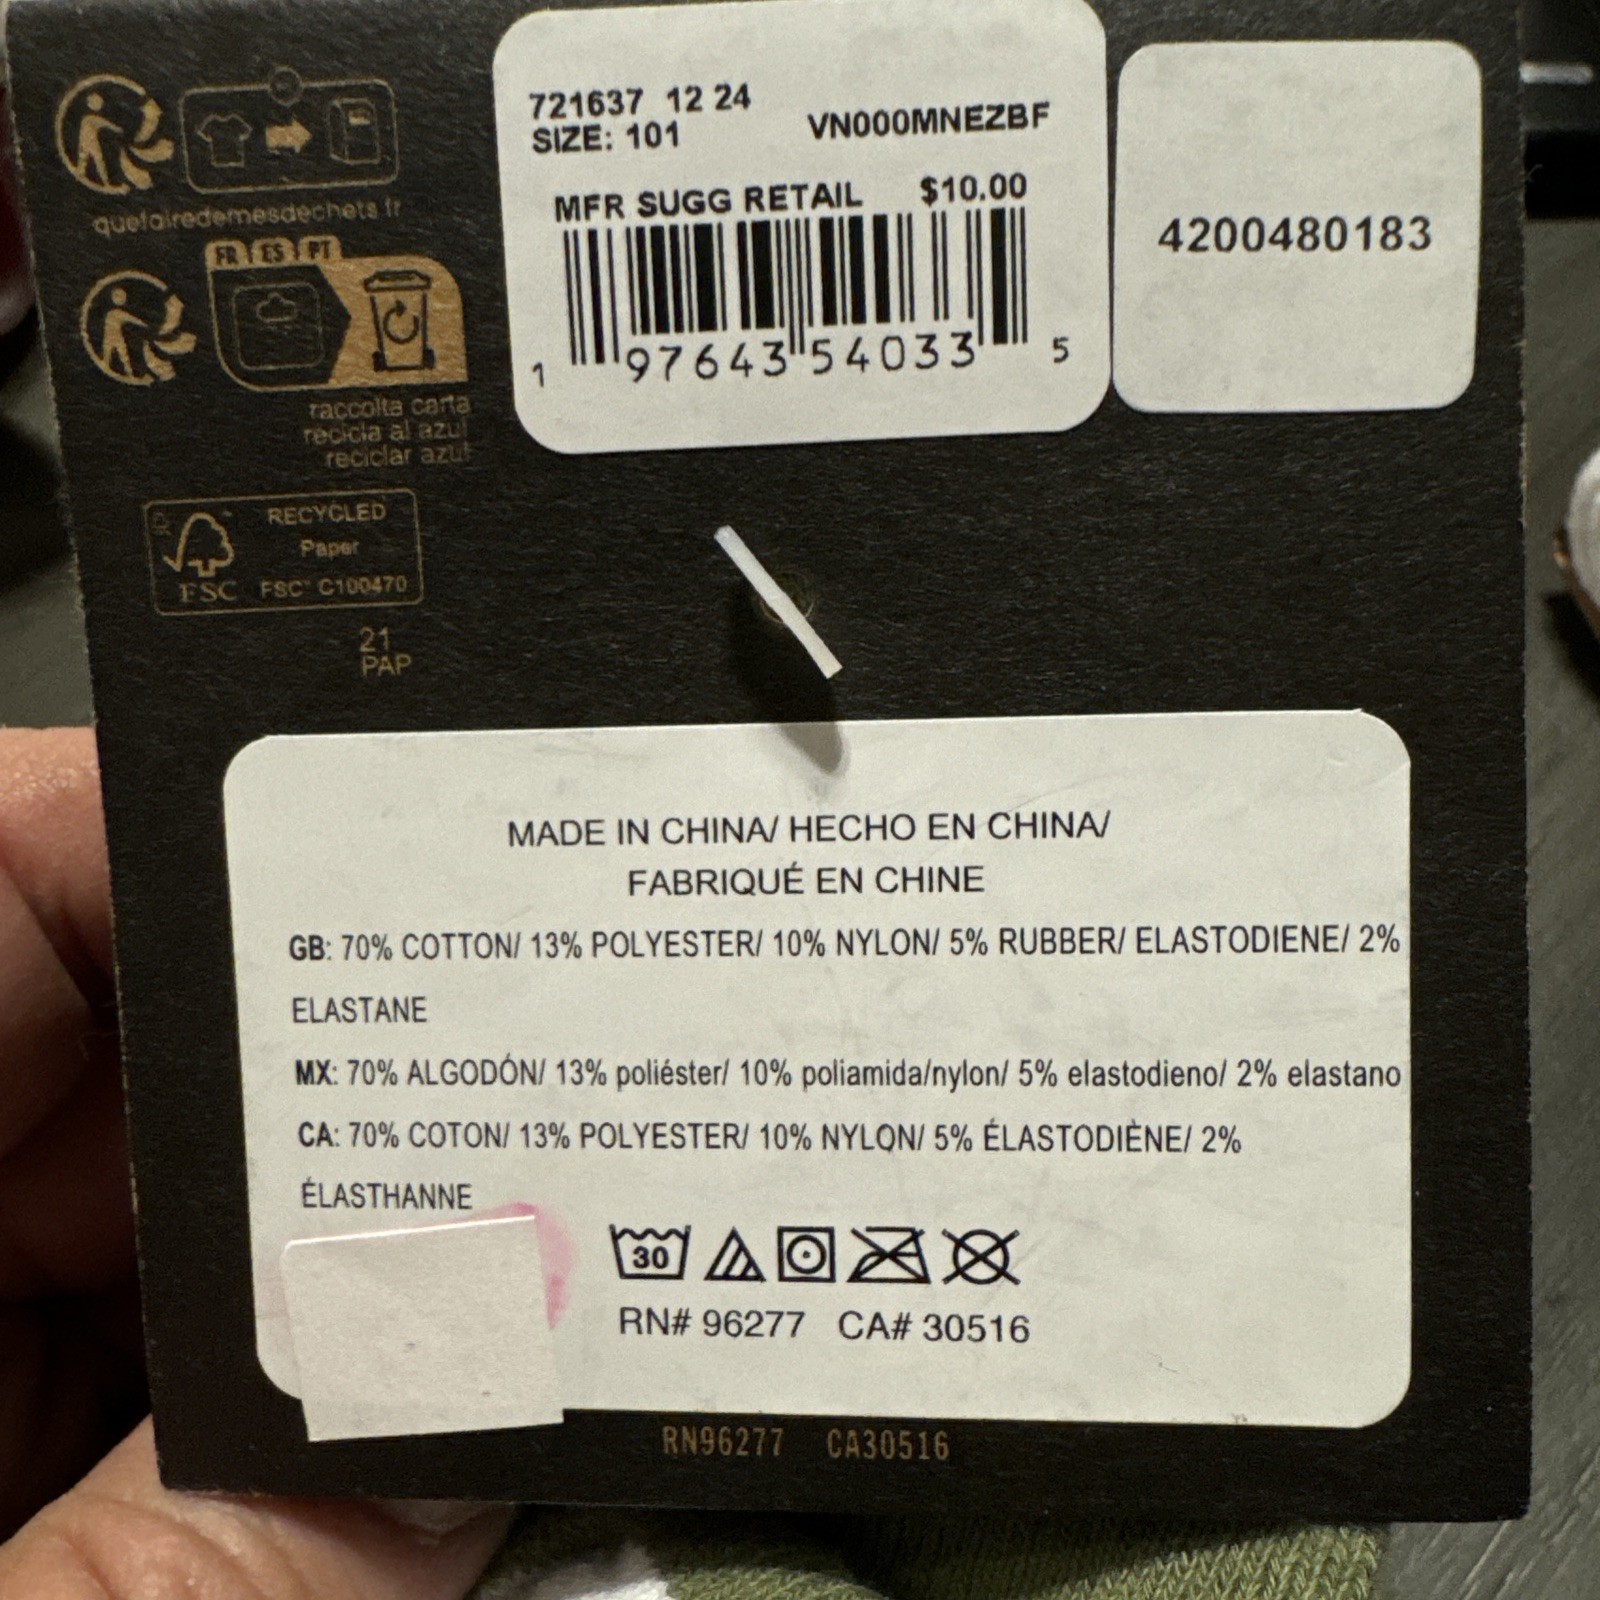 quefairedemesdechets.fr
FR ES PT
raccolta carta
recicla al azul
reciclar azul
RECYCLED
Paper
FSC FSC™ C100470
21
PAP
721637 12 24
SIZE: 101 VN000MNEZBF
MFR SUGG RETAIL $10.00
1 97643 54033 5
4200480183
MADE IN CHINA/ HECHO EN CHINA/
FABRIQUÉ EN CHINE
GB: 70% COTTON/ 13% POLYESTER/ 10% NYLON/ 5% RUBBER/ ELASTODIENE/ 2%
ELASTANE
MX: 70% ALGODÓN/ 13% poliéster/ 10% poliamida/nylon/ 5% elastodieno/ 2% elastano
CA: 70% COTON/ 13% POLYESTER/ 10% NYLON/ 5% ÉLASTODIÈNE/ 2%
ÉLASTHANNE
30
RN# 96277 CA# 30516
RN96277 CA30516